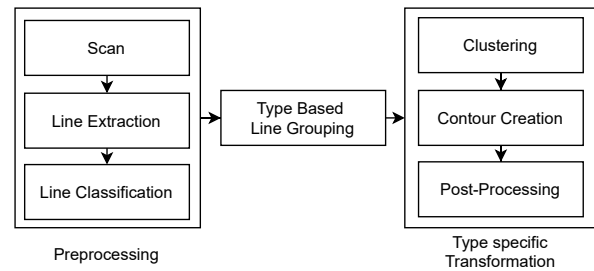 Scan
Line Extraction
Line Classification
Preprocessing
Type Based
Line Grouping
Clustering
Contour Creation
Post-Processing
Type specific
Transformation